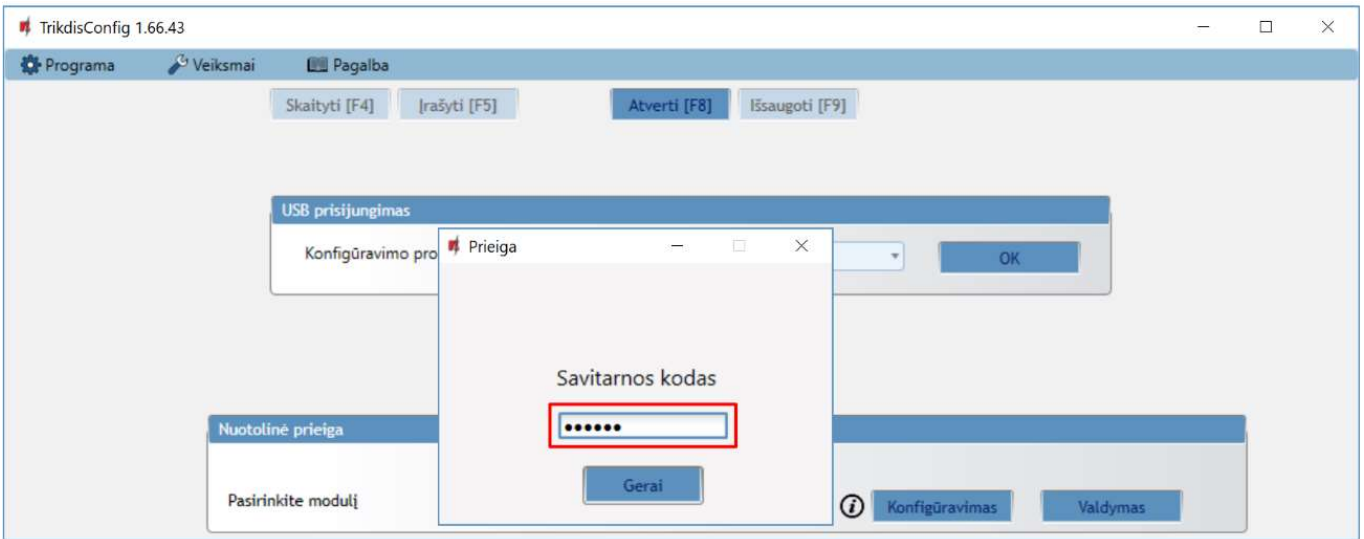 TrikdisConfig 1.66.43
Programa Veiksmai Pagalba
Skaityti [F4] Įrašyti [F5] Atverti [F8] Išsaugoti [F9]
USB prisijungimas
Prieiga
Konfigūravimo pro OK
Savitarnos kodas
••••••
Nuotolinė prieiga
Gerai
Pasirinkite modulį Konfigūravimas Valdymas